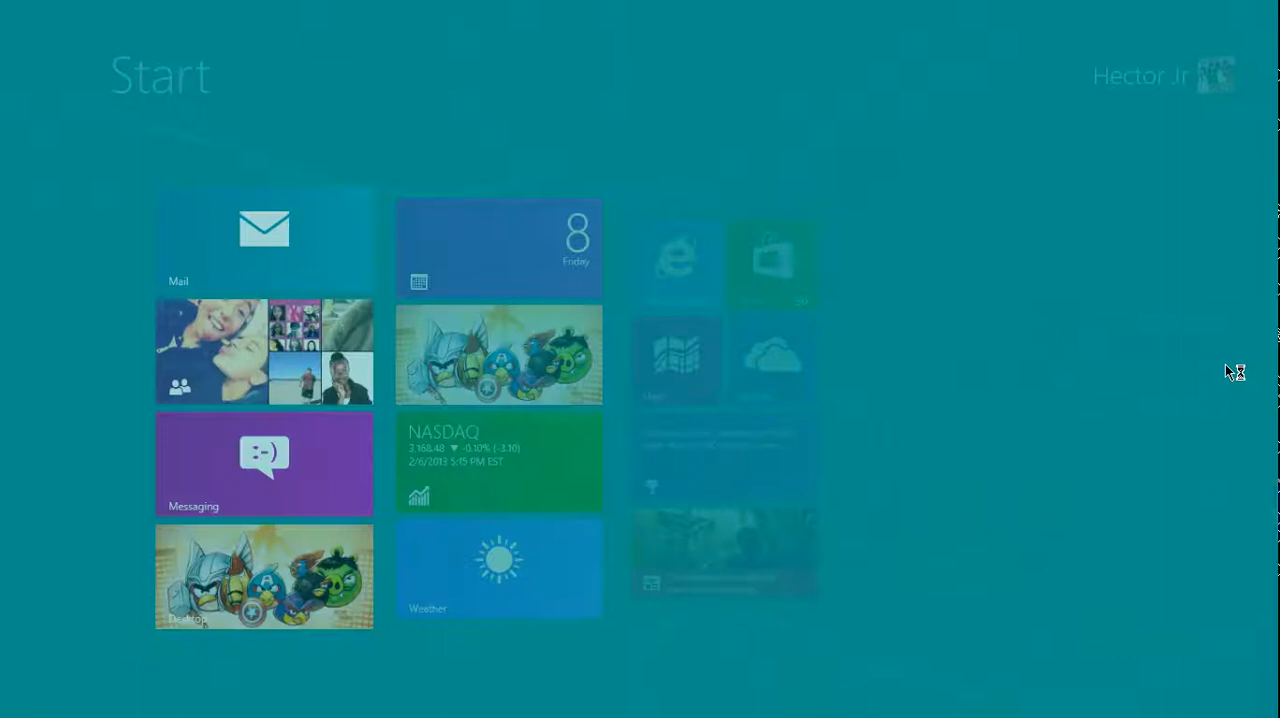 Start
Hector Jr
Mail
8
Friday
NASDAQ
3,168.48 ▼ -0.10% (-3.10)
2/6/2013 5:15 PM EST
Messaging
Desktop
Weather